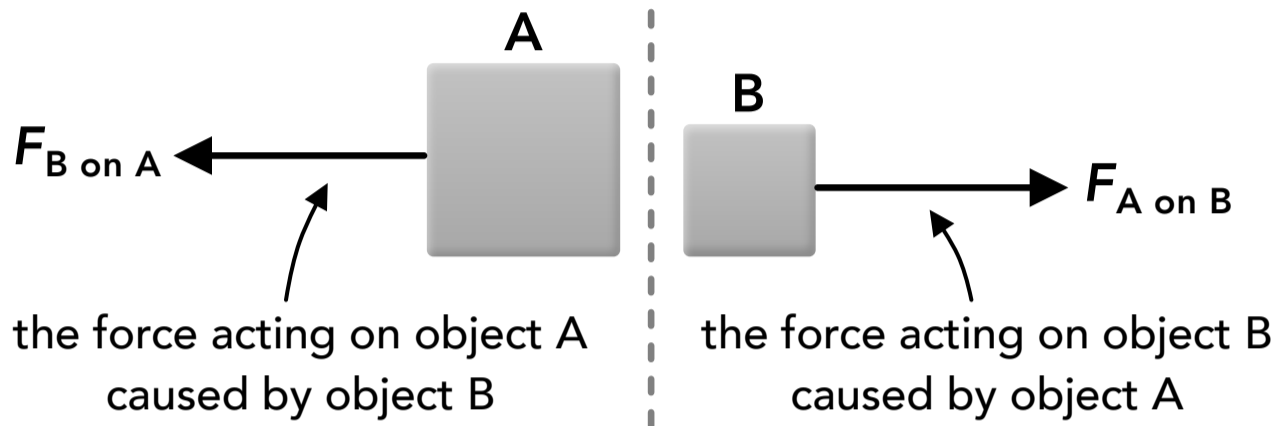 A
B
F B on A
F A on B
the force acting on object A
caused by object B
the force acting on object B
caused by object A